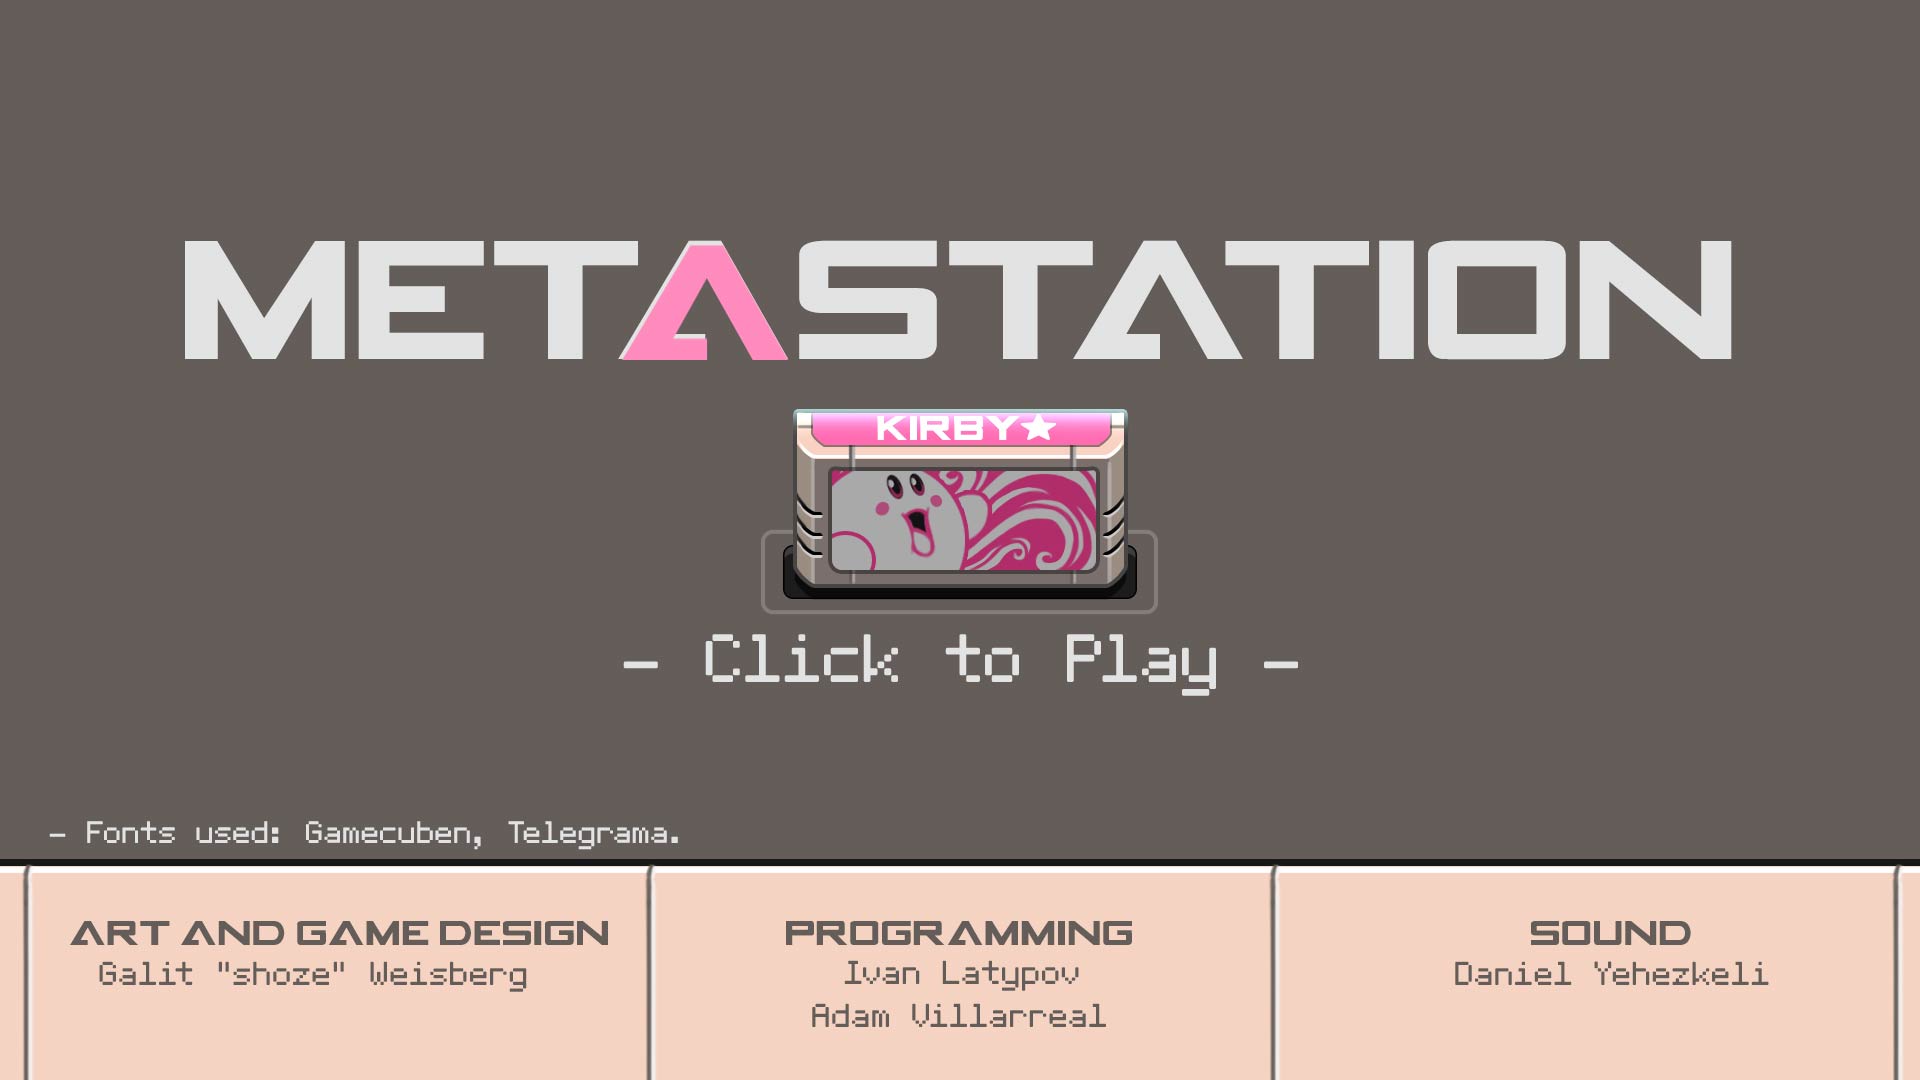 METASTATION
KIRBY★
- Click to Play -
- Fonts used: Gamecuben, Telegrama.
ART AND GAME DESIGN
Galit "shoze" Weisberg
PROGRAMMING
Ivan Latypov
Adam Villarreal
SOUND
Daniel Yehezkeli